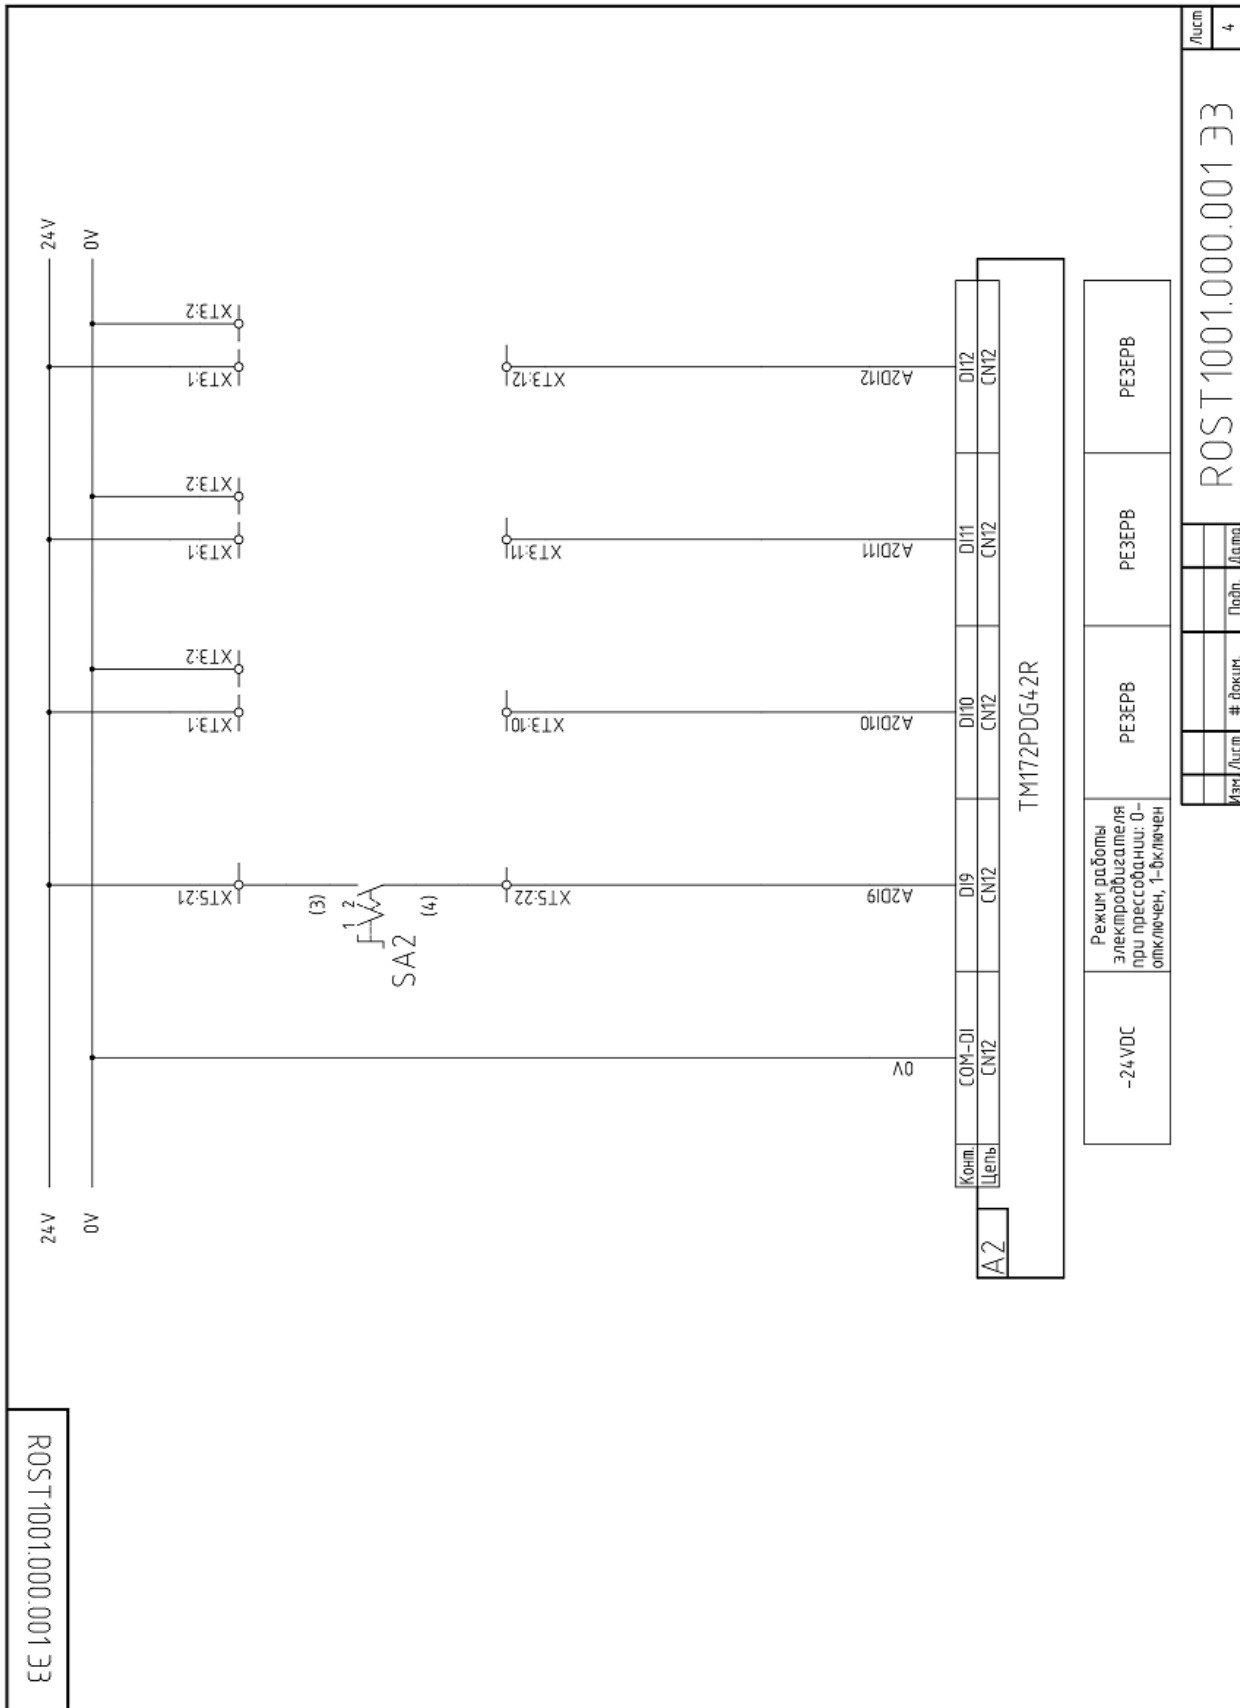 24V
0V
24V
0V
XT5:21
XT3:1
XT3:2
XT3:1
XT3:2
XT3:1
XT3:2
(3)
1 2
SA2
(4)
XT5:22
XT3:10
XT3:11
XT3:12
0V
A2DI9
A2DI10
A2DI11
A2DI12
Конт. COM-DI DI9 DI10 DI11 DI12
Цепь CN12 CN12 CN12 CN12 CN12
A2
TM172PDG42R
-24VDC
Режим работы
электродвигателя
при прессовании: 0-
отключен, 1-включен
РЕЗЕРВ
РЕЗЕРВ
РЕЗЕРВ
Изм. Лист # докум. Подп. Дата
ROST1001.000.001 ЭЗ
Лист
4
ROST1001.000.001 ЭЗ